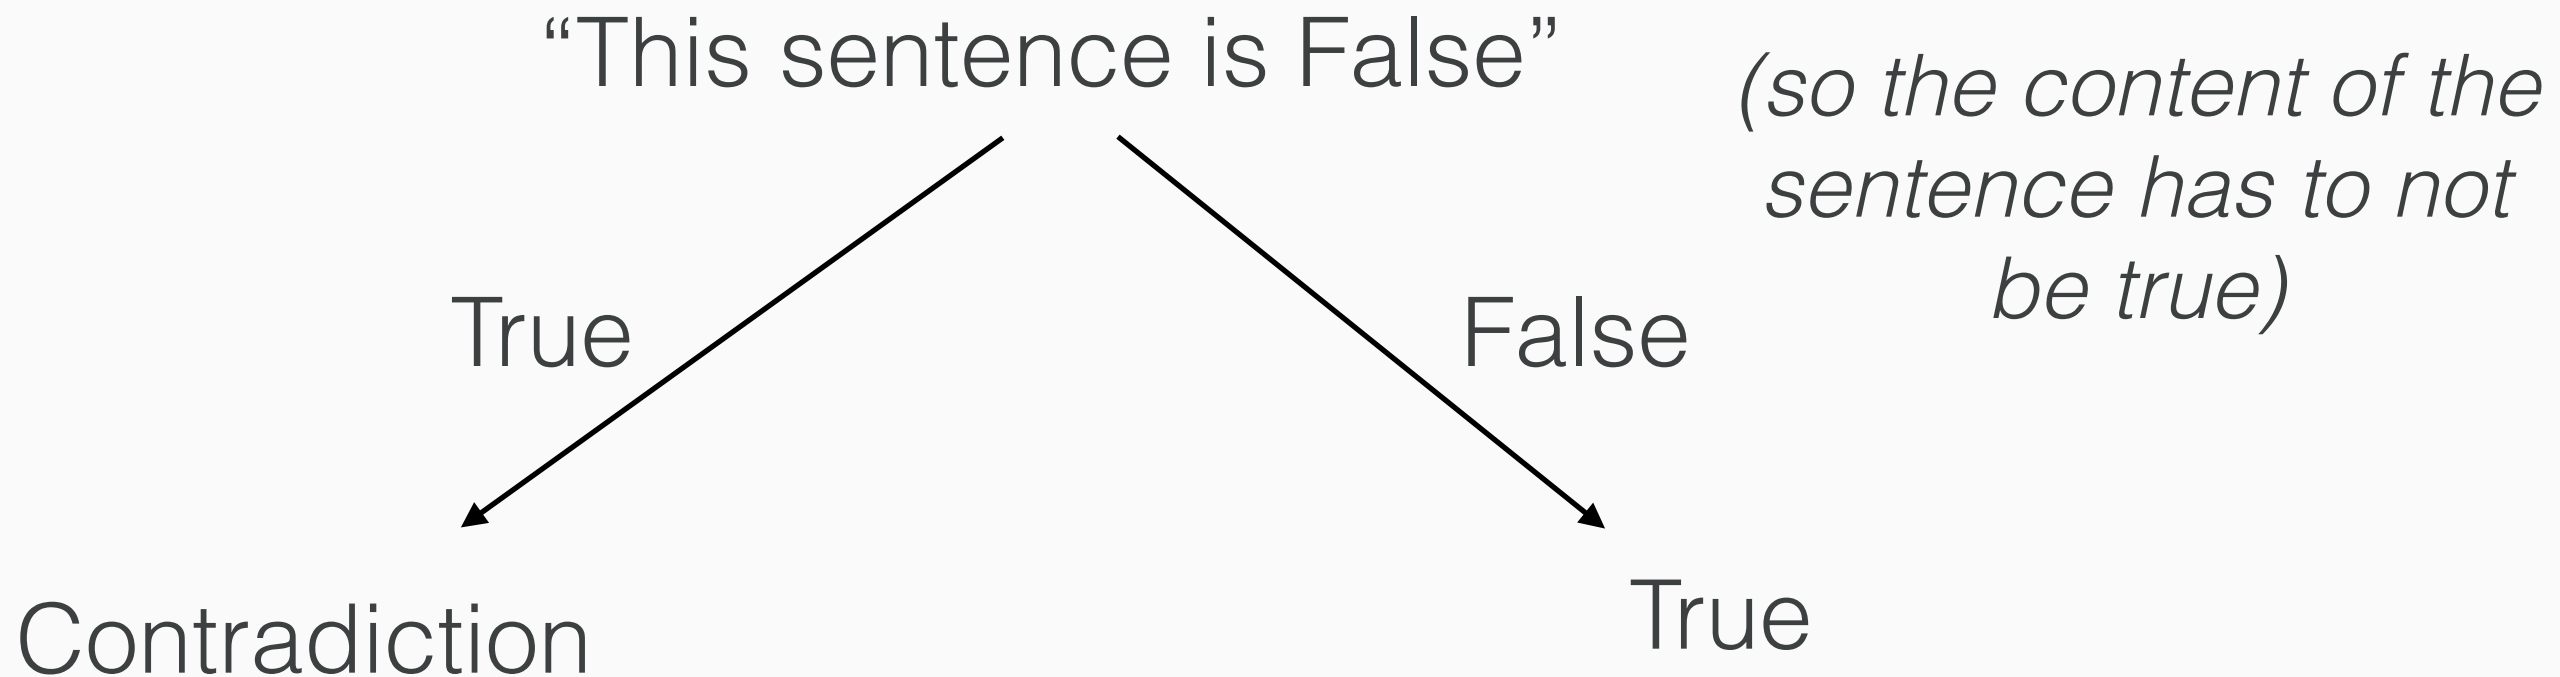 “This sentence is False”
(so the content of the
sentence has to not
be true)
True
False
Contradiction
True